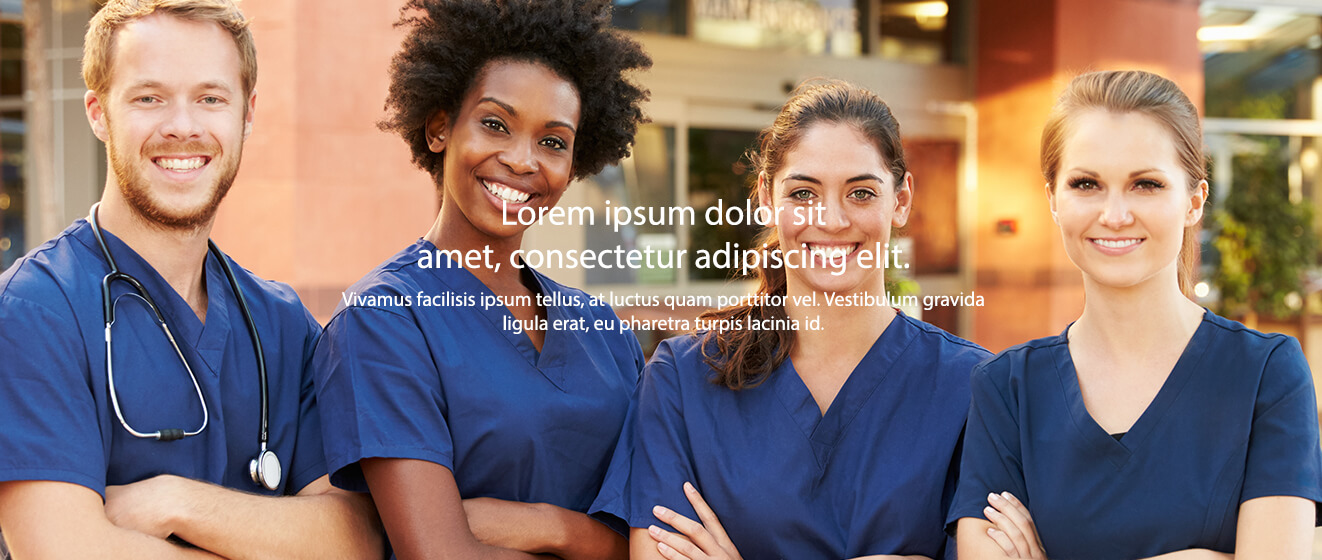 Lorem ipsum dolor sit
amet, consectetur adipiscing elit.
Vivamus facilisis ipsum tellus, at luctus quam porttitor vel. Vestibulum gravida
ligula erat, eu pharetra turpis lacinia id.